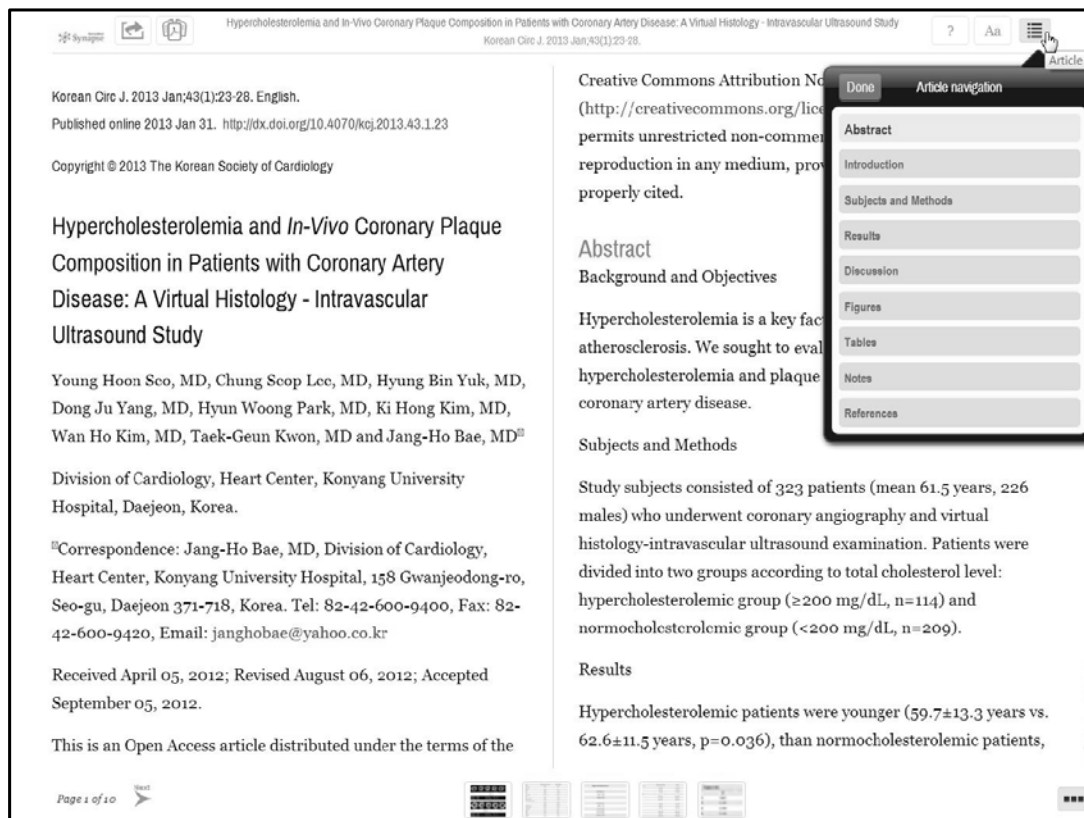 Hypercholesterolemia and In-Vivo Coronary Plaque Composition in Patients with Coronary Artery Disease: A Virtual Histology - Intravascular Ultrasound Study
Korean Circ J. 2013 Jan;43(1):23-28.
Synapse
?
Aa
Article
Korean Circ J. 2013 Jan;43(1):23-28. English.
Published online 2013 Jan 31. http://dx.doi.org/10.4070/kcj.2013.43.1.23
Copyright © 2013 The Korean Society of Cardiology
Hypercholesterolemia and In-Vivo Coronary Plaque
Composition in Patients with Coronary Artery
Disease: A Virtual Histology - Intravascular
Ultrasound Study
Young Hoon Seo, MD, Chung Seop Lee, MD, Hyung Bin Yuk, MD,
Dong Ju Yang, MD, Hyun Woong Park, MD, Ki Hong Kim, MD,
Wan Ho Kim, MD, Taek-Geun Kwon, MD and Jang-Ho Bae, MD
Division of Cardiology, Heart Center, Konyang University
Hospital, Daejeon, Korea.
Correspondence: Jang-Ho Bae, MD, Division of Cardiology,
Heart Center, Konyang University Hospital, 158 Gwanjeodong-ro,
Seo-gu, Daejeon 371-718, Korea. Tel: 82-42-600-9400, Fax: 82-
42-600-9420, Email: janghobae@yahoo.co.kr
Received April 05, 2012; Revised August 06, 2012; Accepted
September 05, 2012.
This is an Open Access article distributed under the terms of the
Creative Commons Attribution No
(http://creativecommons.org/lice
permits unrestricted non-commer
reproduction in any medium, prov
properly cited.
Abstract
Background and Objectives
Hypercholesterolemia is a key fac
atherosclerosis. We sought to eval
hypercholesterolemia and plaque
coronary artery disease.
Subjects and Methods
Study subjects consisted of 323 patients (mean 61.5 years, 226
males) who underwent coronary angiography and virtual
histology-intravascular ultrasound examination. Patients were
divided into two groups according to total cholesterol level:
hypercholesterolemic group (≥200 mg/dL, n=114) and
normocholesterolemic group (<200 mg/dL, n=209).
Results
Hypercholesterolemic patients were younger (59.7±13.3 years vs.
62.6±11.5 years, p=0.036), than normocholesterolemic patients,
Done
Article navigation
Abstract
Introduction
Subjects and Methods
Results
Discussion
Figures
Tables
Notes
References
Page 1 of 10
Next